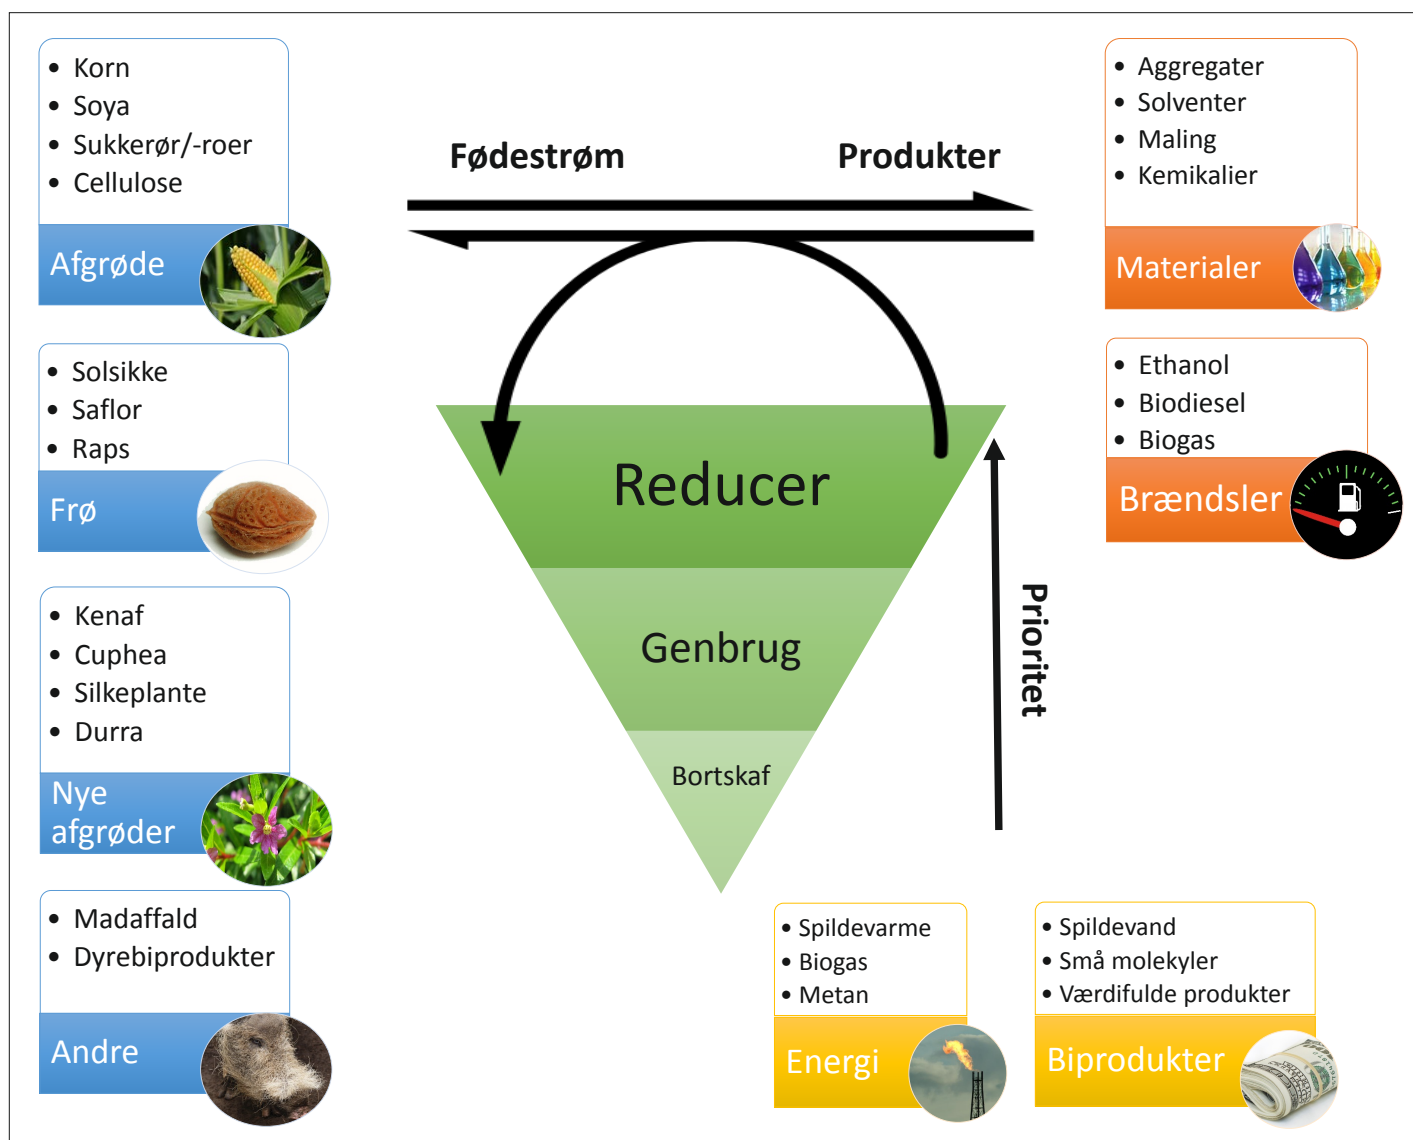 Korn
Soya
Sukkerør/-roer
Cellulose
Afgrøde
Solsikke
Saflor
Raps
Frø
Kenaf
Cuphea
Silkeplante
Durra
Nye
afgrøder
Madaffald
Dyrebiprodukter
Andre
Fødestrøm
Produkter
Reducer
Genbrug
Bortskaf
Prioritet
Aggregater
Solventer
Maling
Kemikalier
Materialer
Ethanol
Biodiesel
Biogas
Brændsler
Spildevarme
Biogas
Metan
Energi
Spildevand
Små molekyler
Værdifulde produkter
Biprodukter